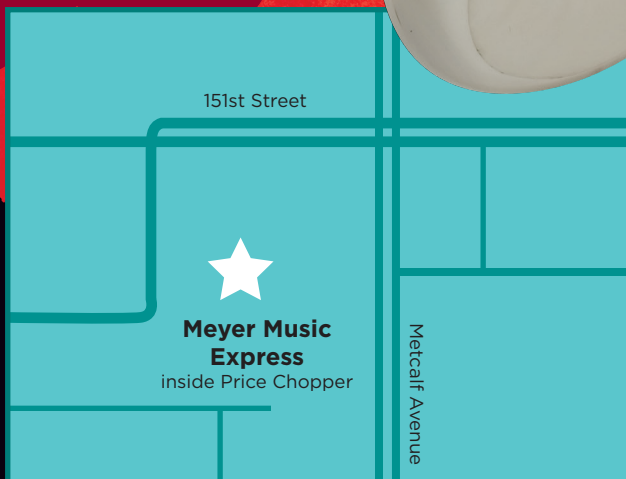 151st Street
Meyer Music
Express
inside Price Chopper
Metcalf Avenue